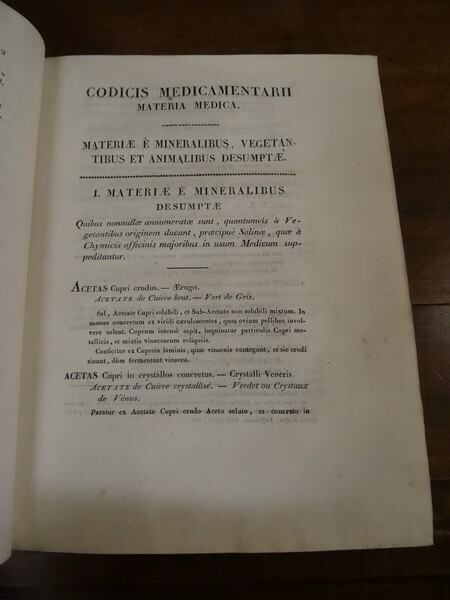 CODICIS MEDICAMENTARII
MATERIA MEDICA.
MATERIÆ È MINERALIBUS, VEGETAN-
TIBUS ET ANIMALIBUS DESUMPTÆ.
I. MATERIÆ È MINERALIBUS
DESUMPTÆ
Quibus nonnullæ annumeratæ sunt, quantumvis è Ve-
getantibus originem ducant, præcipuè Salinæ, quæ à
Chymicis officinis majoribus in usum Medicum sup-
peditantur.
ACETAS Cupri crudus. — Ærugo.
ACETATE de Cuivre brut. — Vert de Gris.
Sal, Acetate Cupri solubili, et Sub-Acetate non solubili mixtum. In
massas concretum ex viridi cærulescentes, quas ovium pellibus invol-
vere solent. Cuprum intensè sapit, inquinatur particulis Cupri me-
tallicis, et mixtis vinacearum reliquiis.
Conficitur ex Cupreis laminis, quas vinaceis contegunt, et sic erodi
sinunt, dùm fermentant vinacea.
ACETAS Cupri in crystallos concretus. — Crystalli Veneris.
ACETATE de Cuivre crystallisé. — Verdet ou Crystaux
de Vénus.
Paratur ex Acetate Cupri crudo Aceto soluto, et concreto in